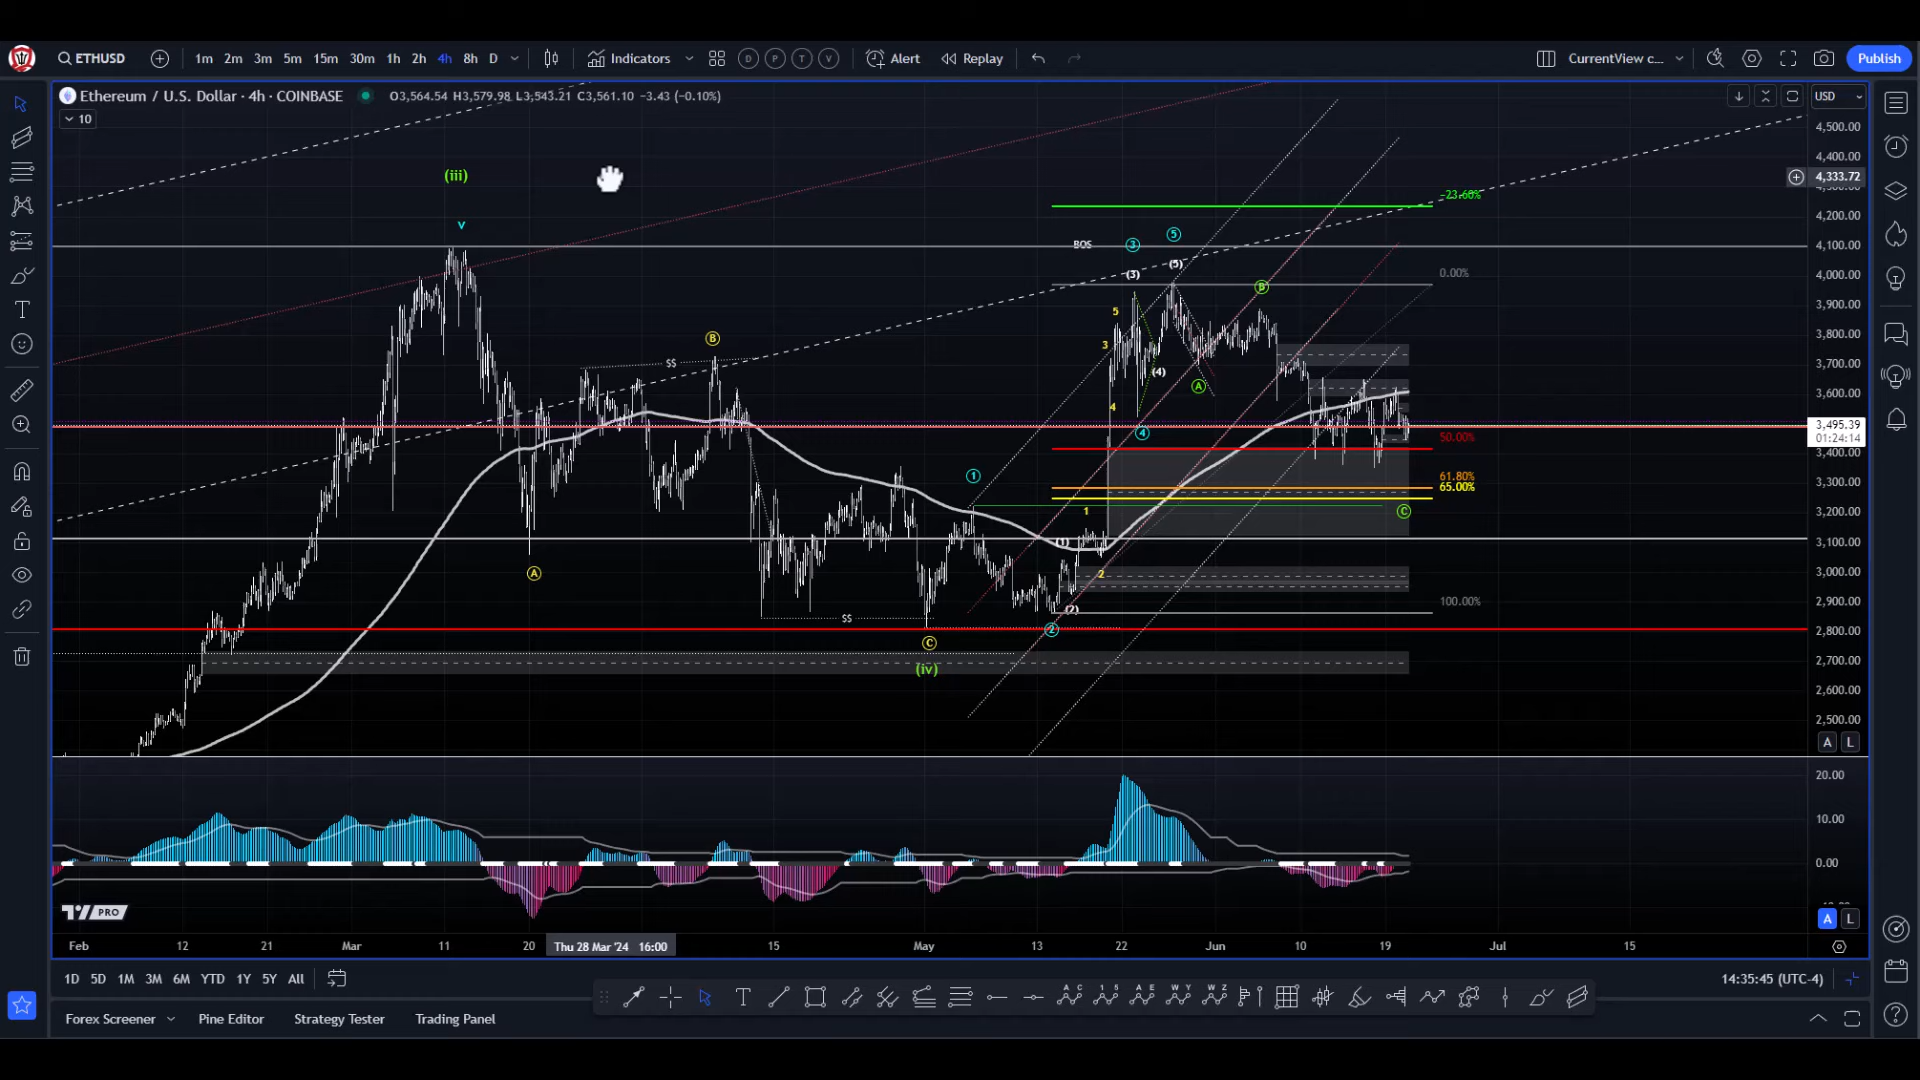 ETHUSD 1m 2m 3m 5m 15m 30m 1h 2h 4h 8h D Indicators D P T V Alert Replay CurrentView c... Publish
Ethereum / U.S. Dollar · 4h · COINBASE O3,564.54 H3,579.98 L3,543.21 C3,561.10 −3.43 (−0.10%) USD
10
4,500.00
4,400.00
(iii) 4,333.72
-23.60%
v 4,200.00
BOS 3 5 4,100.00
(3) (5) 0.00% 4,000.00
B 3,900.00
5
B 3 3,800.00
$$ (4) 3,700.00
A 3,600.00
4
4 50.00% 3,495.39
01:24:14
3,400.00
1 61.80%
65.00% 3,300.00
1 C 3,200.00
(1) 3,100.00
A 2 3,000.00
(2) 100.00% 2,900.00
$$ 2 2,800.00
C
(iv) 2,700.00
2,600.00
2,500.00
A L
20.00
10.00
0.00
PRO A L
Feb 12 21 Mar 11 20 Thu 28 Mar '24 16:00 15 May 13 22 Jun 10 19 Jul 15
1D 5D 1M 3M 6M YTD 1Y 5Y All 14:35:45 (UTC-4)
A C 1 5 A E W Y W Z
Forex Screener Pine Editor Strategy Tester Trading Panel